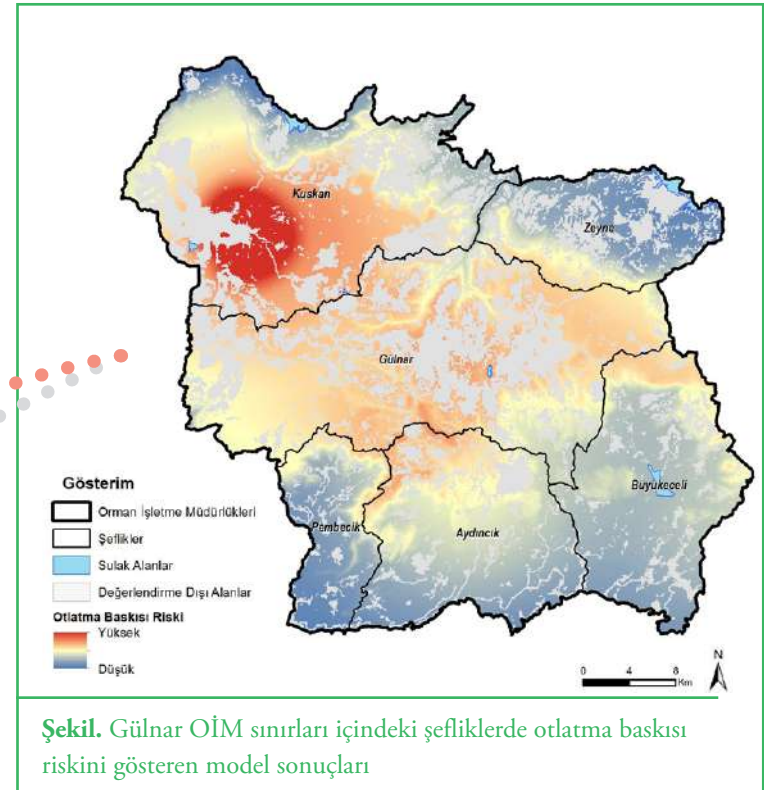 Kuskan
Zeyne
Gülnar
Büyükeceli
Pembecik
Aydıncık
Gösterim
Orman İşletme Müdürlükleri
Şeflikler
Sulak Alanlar
Değerlendirme Dışı Alanlar
Otlatma Baskısı Riski
Yüksek
Düşük
N
0 4 8
Km
Şekil. Gülnar OİM sınırları içindeki şefliklerde otlatma baskısı
riskini gösteren model sonuçları